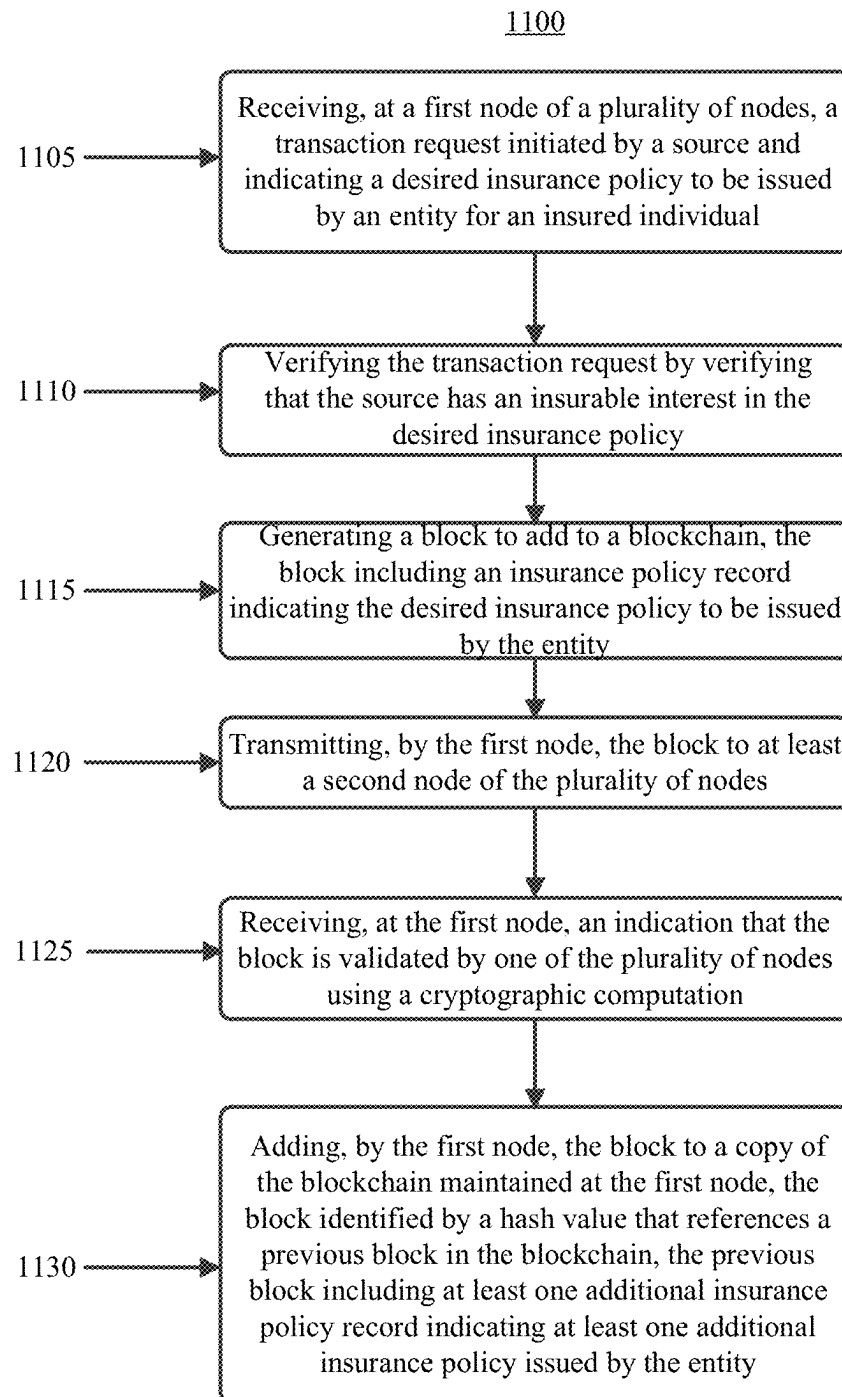 1100
1105
Receiving, at a first node of a plurality of nodes, a
transaction request initiated by a source and
indicating a desired insurance policy to be issued
by an entity for an insured individual
1110
Verifying the transaction request by verifying
that the source has an insurable interest in the
desired insurance policy
1115
Generating a block to add to a blockchain, the
block including an insurance policy record
indicating the desired insurance policy to be issued
by the entity
1120
Transmitting, by the first node, the block to at least
a second node of the plurality of nodes
1125
Receiving, at the first node, an indication that the
block is validated by one of the plurality of nodes
using a cryptographic computation
1130
Adding, by the first node, the block to a copy of
the blockchain maintained at the first node, the
block identified by a hash value that references a
previous block in the blockchain, the previous
block including at least one additional insurance
policy record indicating at least one additional
insurance policy issued by the entity